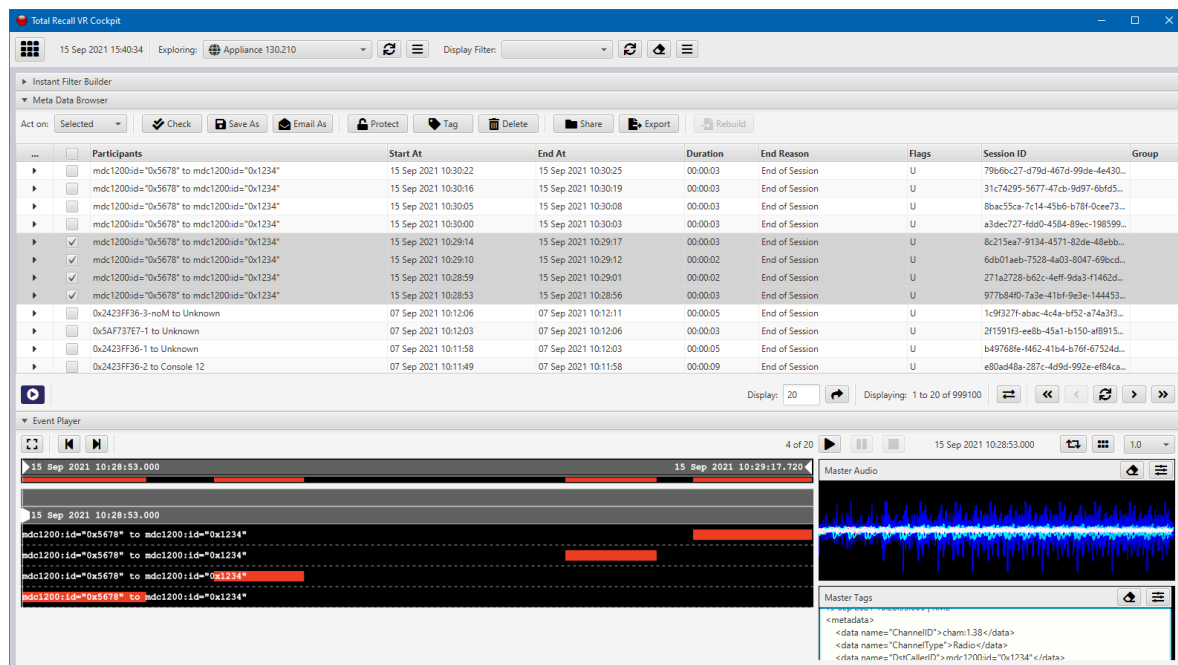 Total Recall VR Cockpit
15 Sep 2021 15:40:34 Exploring: Appliance 130.210 Display Filter:
Instant Filter Builder
Meta Data Browser
Act on: Selected Check Save As Email As Protect Tag Delete Share Export Rebuild
... Participants Start At End At Duration End Reason Flags Session ID Group
mdc1200:id="0x5678" to mdc1200:id="0x1234" 15 Sep 2021 10:30:22 15 Sep 2021 10:30:25 00:00:03 End of Session U 79b6bc27-d79d-467d-99de-4e430...
mdc1200:id="0x5678" to mdc1200:id="0x1234" 15 Sep 2021 10:30:16 15 Sep 2021 10:30:19 00:00:03 End of Session U 31c74295-5677-47cb-9d97-6bfd5...
mdc1200:id="0x5678" to mdc1200:id="0x1234" 15 Sep 2021 10:30:05 15 Sep 2021 10:30:08 00:00:03 End of Session U 8bac55ca-7c14-45b6-b78f-0cee73...
mdc1200:id="0x5678" to mdc1200:id="0x1234" 15 Sep 2021 10:30:00 15 Sep 2021 10:30:03 00:00:03 End of Session U a3dec727-fdd0-4584-89ec-198599...
mdc1200:id="0x5678" to mdc1200:id="0x1234" 15 Sep 2021 10:29:14 15 Sep 2021 10:29:17 00:00:03 End of Session U 8c215ea7-9134-4571-82de-48ebb...
mdc1200:id="0x5678" to mdc1200:id="0x1234" 15 Sep 2021 10:29:10 15 Sep 2021 10:29:12 00:00:02 End of Session U 6db01aeb-7528-4a03-8047-69bcd...
mdc1200:id="0x5678" to mdc1200:id="0x1234" 15 Sep 2021 10:28:59 15 Sep 2021 10:29:01 00:00:02 End of Session U 271a2728-b62c-4eff-9da3-f1462d...
mdc1200:id="0x5678" to mdc1200:id="0x1234" 15 Sep 2021 10:28:53 15 Sep 2021 10:28:56 00:00:03 End of Session U 977b84f0-7a3e-41bf-9e3e-144453...
0x2423FF36-3-noM to Unknown 07 Sep 2021 10:12:06 07 Sep 2021 10:12:11 00:00:05 End of Session U 1c9f327f-abac-4c4a-bf52-a74a3f3...
0x5AF737E7-1 to Unknown 07 Sep 2021 10:12:03 07 Sep 2021 10:12:06 00:00:03 End of Session U 2f1591f3-ee8b-45a1-b150-af8915...
0x2423FF36-1 to Unknown 07 Sep 2021 10:11:58 07 Sep 2021 10:12:03 00:00:05 End of Session U b49768fe-f462-41b4-b76f-67524d...
0x2423FF36-2 to Console 12 07 Sep 2021 10:11:49 07 Sep 2021 10:11:58 00:00:09 End of Session U e80ad48a-287c-4d9d-992e-ef84ca...
Display: 20 Displaying: 1 to 20 of 999100
Event Player
4 of 20 15 Sep 2021 10:28:53.000 1.0
15 Sep 2021 10:28:53.000 15 Sep 2021 10:29:17.720
Master Audio
15 Sep 2021 10:28:53.000
mdc1200:id="0x5678" to mdc1200:id="0x1234"
mdc1200:id="0x5678" to mdc1200:id="0x1234"
mdc1200:id="0x5678" to mdc1200:id="0x1234"
mdc1200:id="0x5678" to mdc1200:id="0x1234"
Master Tags
<metadata>
<data name="ChannelID">cham:1.38</data>
<data name="ChannelType">Radio</data>
<data name="DstCallerID">mdc1200:id="0x1234"</data>